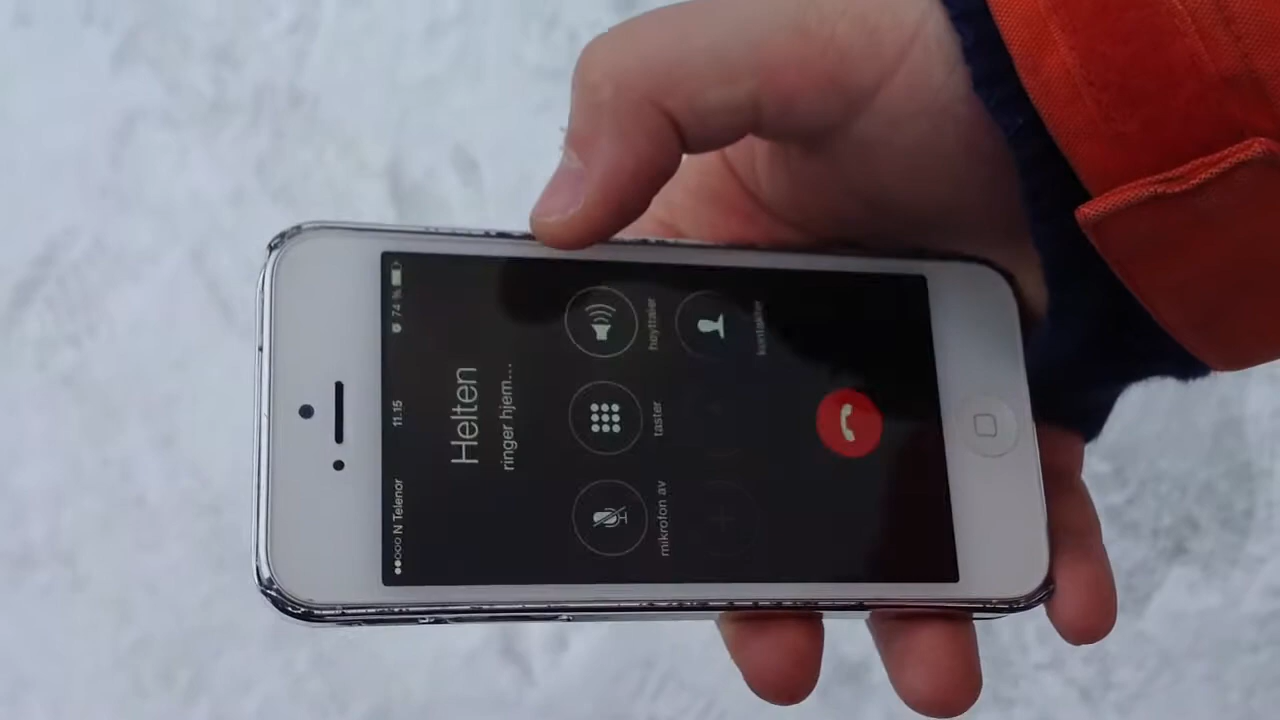 ●●○○○ N Telenor 11.15 74 %
Helten
ringer hjem...
mikrofon av taster høyttaler
kontakter